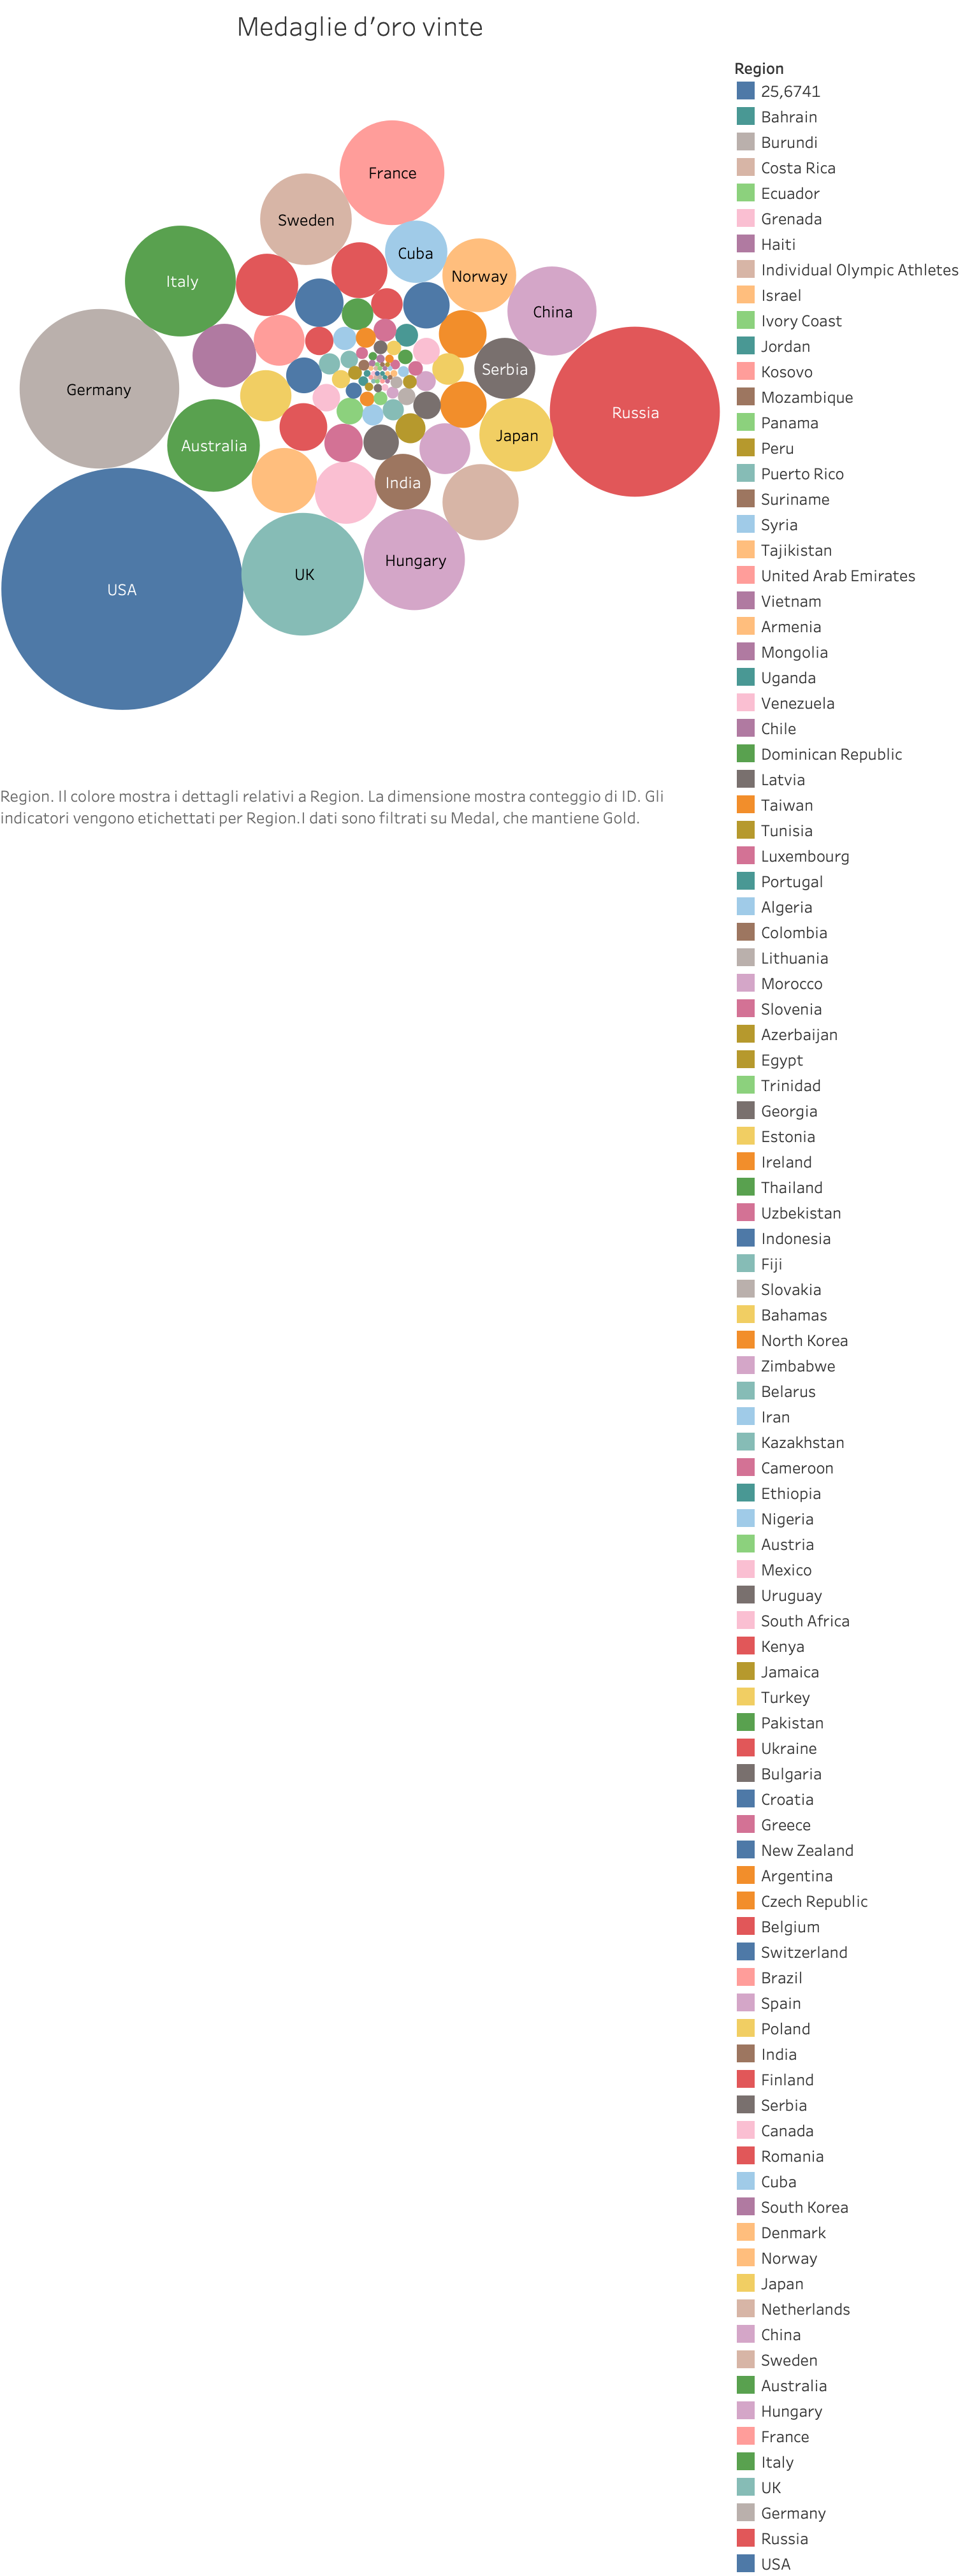 Medaglie d'oro vinte
France
Sweden
Cuba
Norway
Italy
China
Serbia
Germany
Russia
Japan
Australia
India
Hungary
UK
USA
Region. Il colore mostra i dettagli relativi a Region. La dimensione mostra conteggio di ID. Gli
indicatori vengono etichettati per Region.I dati sono filtrati su Medal, che mantiene Gold.
Region
25,6741
Bahrain
Burundi
Costa Rica
Ecuador
Grenada
Haiti
Individual Olympic Athletes
Israel
Ivory Coast
Jordan
Kosovo
Mozambique
Panama
Peru
Puerto Rico
Suriname
Syria
Tajikistan
United Arab Emirates
Vietnam
Armenia
Mongolia
Uganda
Venezuela
Chile
Dominican Republic
Latvia
Taiwan
Tunisia
Luxembourg
Portugal
Algeria
Colombia
Lithuania
Morocco
Slovenia
Azerbaijan
Egypt
Trinidad
Georgia
Estonia
Ireland
Thailand
Uzbekistan
Indonesia
Fiji
Slovakia
Bahamas
North Korea
Zimbabwe
Belarus
Iran
Kazakhstan
Cameroon
Ethiopia
Nigeria
Austria
Mexico
Uruguay
South Africa
Kenya
Jamaica
Turkey
Pakistan
Ukraine
Bulgaria
Croatia
Greece
New Zealand
Argentina
Czech Republic
Belgium
Switzerland
Brazil
Spain
Poland
India
Finland
Serbia
Canada
Romania
Cuba
South Korea
Denmark
Norway
Japan
Netherlands
China
Sweden
Australia
Hungary
France
Italy
UK
Germany
Russia
USA